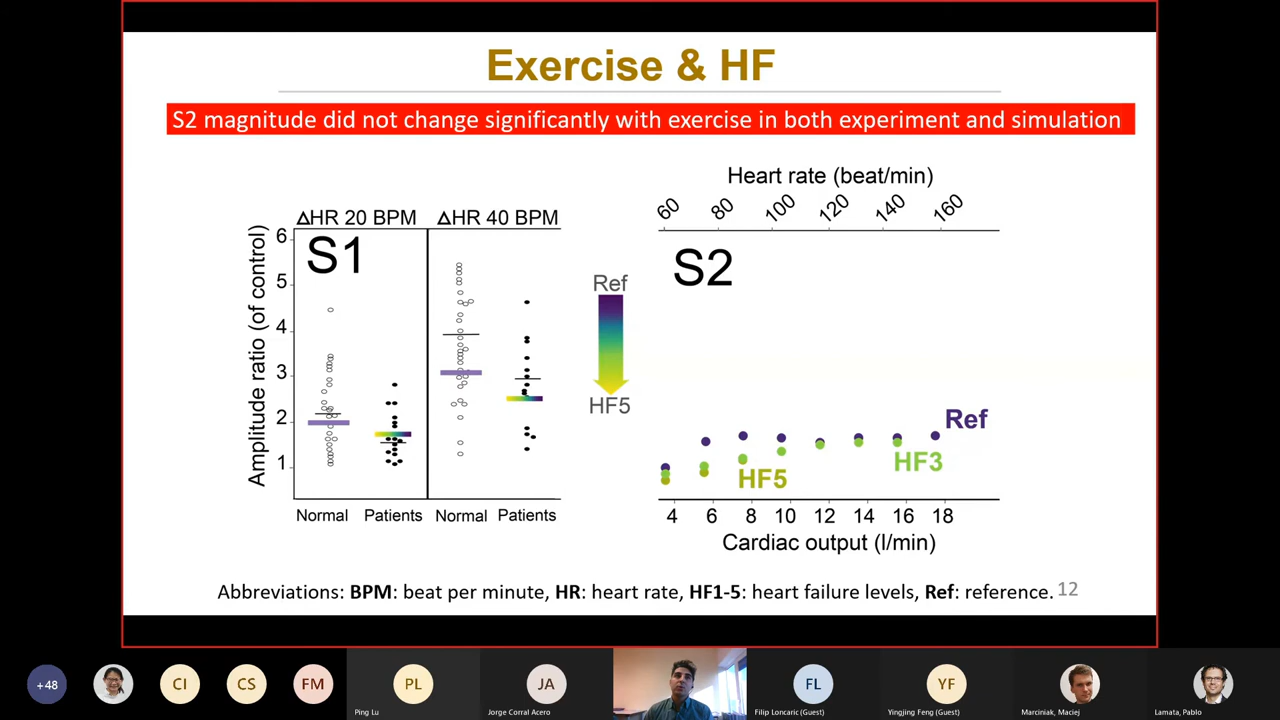 Exercise & HF
S2 magnitude did not change significantly with exercise in both experiment and simulation
ΔHR 20 BPM
ΔHR 40 BPM
S1
Amplitude ratio (of control)
6
5
4
3
2
1
Normal
Patients
Normal
Patients
Ref
HF5
Heart rate (beat/min)
60 80 100 120 140 160
S2
Ref
HF3
HF5
4 6 8 10 12 14 16 18
Cardiac output (l/min)
Abbreviations: BPM: beat per minute, HR: heart rate, HF1-5: heart failure levels, Ref: reference.
12
+48
CI
CS
FM
PL
Ping Lu
JA
Jorge Corral Acero
FL
Filip Loncaric (Guest)
YF
Yingjing Feng (Guest)
Marciniak, Maciej
Lamata, Pablo